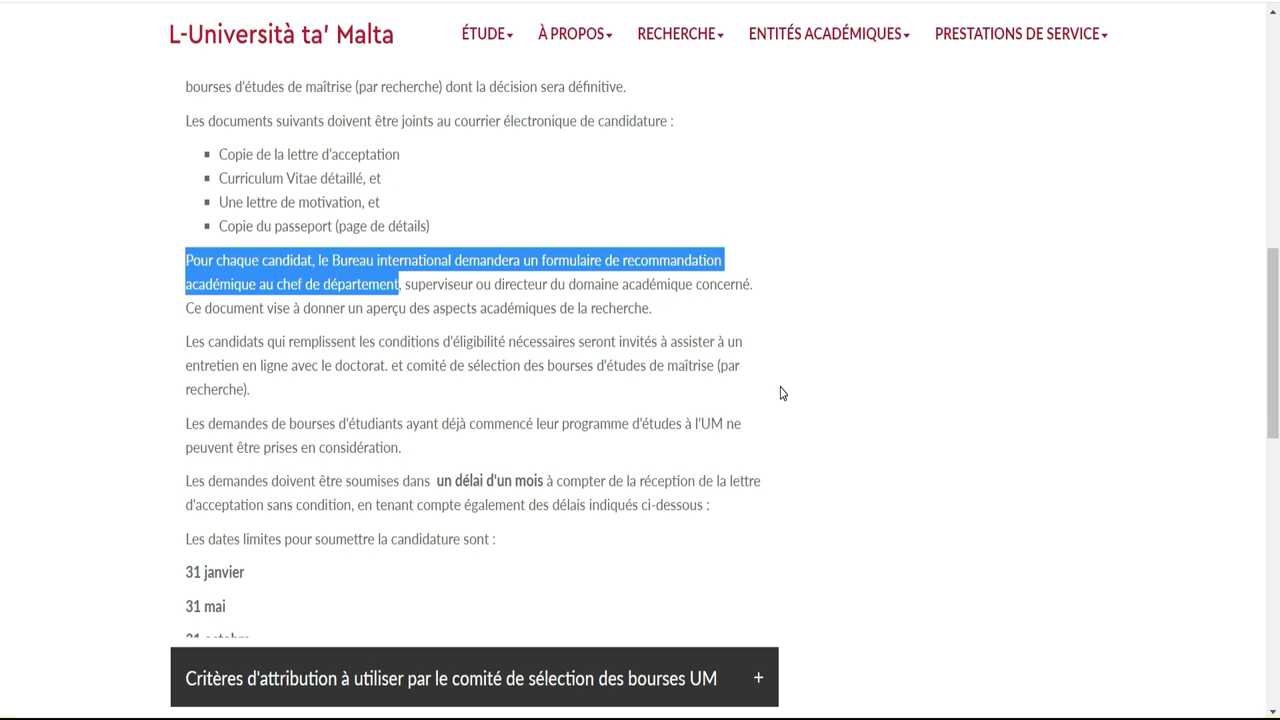 L-Università ta' Malta
ÉTUDE
À PROPOS
RECHERCHE
ENTITÉS ACADÉMIQUES
PRESTATIONS DE SERVICE
bourses d'études de maîtrise (par recherche) dont la décision sera définitive.
Les documents suivants doivent être joints au courrier électronique de candidature :
Copie de la lettre d'acceptation
Curriculum Vitae détaillé, et
Une lettre de motivation, et
Copie du passeport (page de détails)
Pour chaque candidat, le Bureau international demandera un formulaire de recommandation
académique au chef de département, superviseur ou directeur du domaine académique concerné.
Ce document vise à donner un aperçu des aspects académiques de la recherche.
Les candidats qui remplissent les conditions d'éligibilité nécessaires seront invités à assister à un
entretien en ligne avec le doctorat. et comité de sélection des bourses d'études de maîtrise (par
recherche).
Les demandes de bourses d'étudiants ayant déjà commencé leur programme d'études à l'UM ne
peuvent être prises en considération.
Les demandes doivent être soumises dans un délai d'un mois à compter de la réception de la lettre
d'acceptation sans condition, en tenant compte également des délais indiqués ci-dessous :
Les dates limites pour soumettre la candidature sont :
31 janvier
31 mai
Critères d'attribution à utiliser par le comité de sélection des bourses UM +